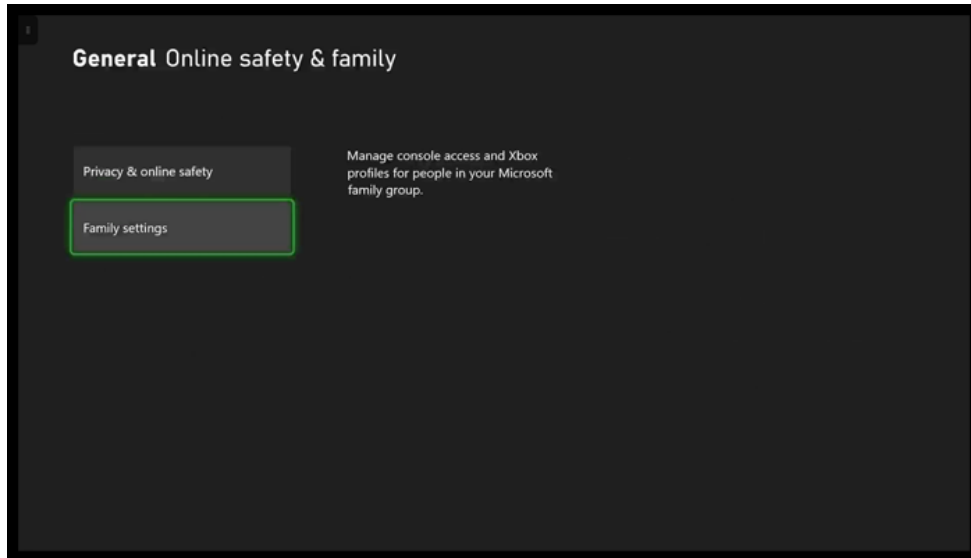 General Online safety & family
Privacy & online safety
Family settings
Manage console access and Xbox
profiles for people in your Microsoft
family group.